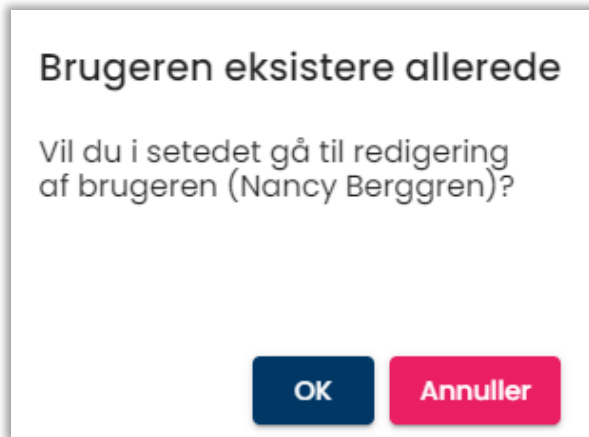 Brugeren eksistere allerede
Vil du i setedet gå til redigering
af brugeren (Nancy Berggren)?
OK
Annuller